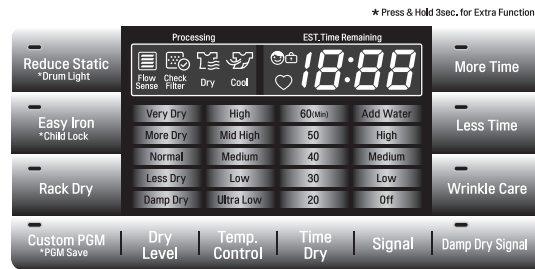 * Press & Hold 3sec. for Extra Function
Processing
EST.Time Remaining
Flow Sense
Check Filter
Dry
Cool
18:88
Reduce Static
*Drum Light
Easy Iron
*Child Lock
Rack Dry
Custom PGM
*PGM Save
More Time
Less Time
Wrinkle Care
Damp Dry Signal
Very Dry High 60(Min) Add Water
More Dry Mid High 50 High
Normal Medium 40 Medium
Less Dry Low 30 Low
Damp Dry Ultra Low 20 Off
Dry Level
Temp. Control
Time Dry
Signal